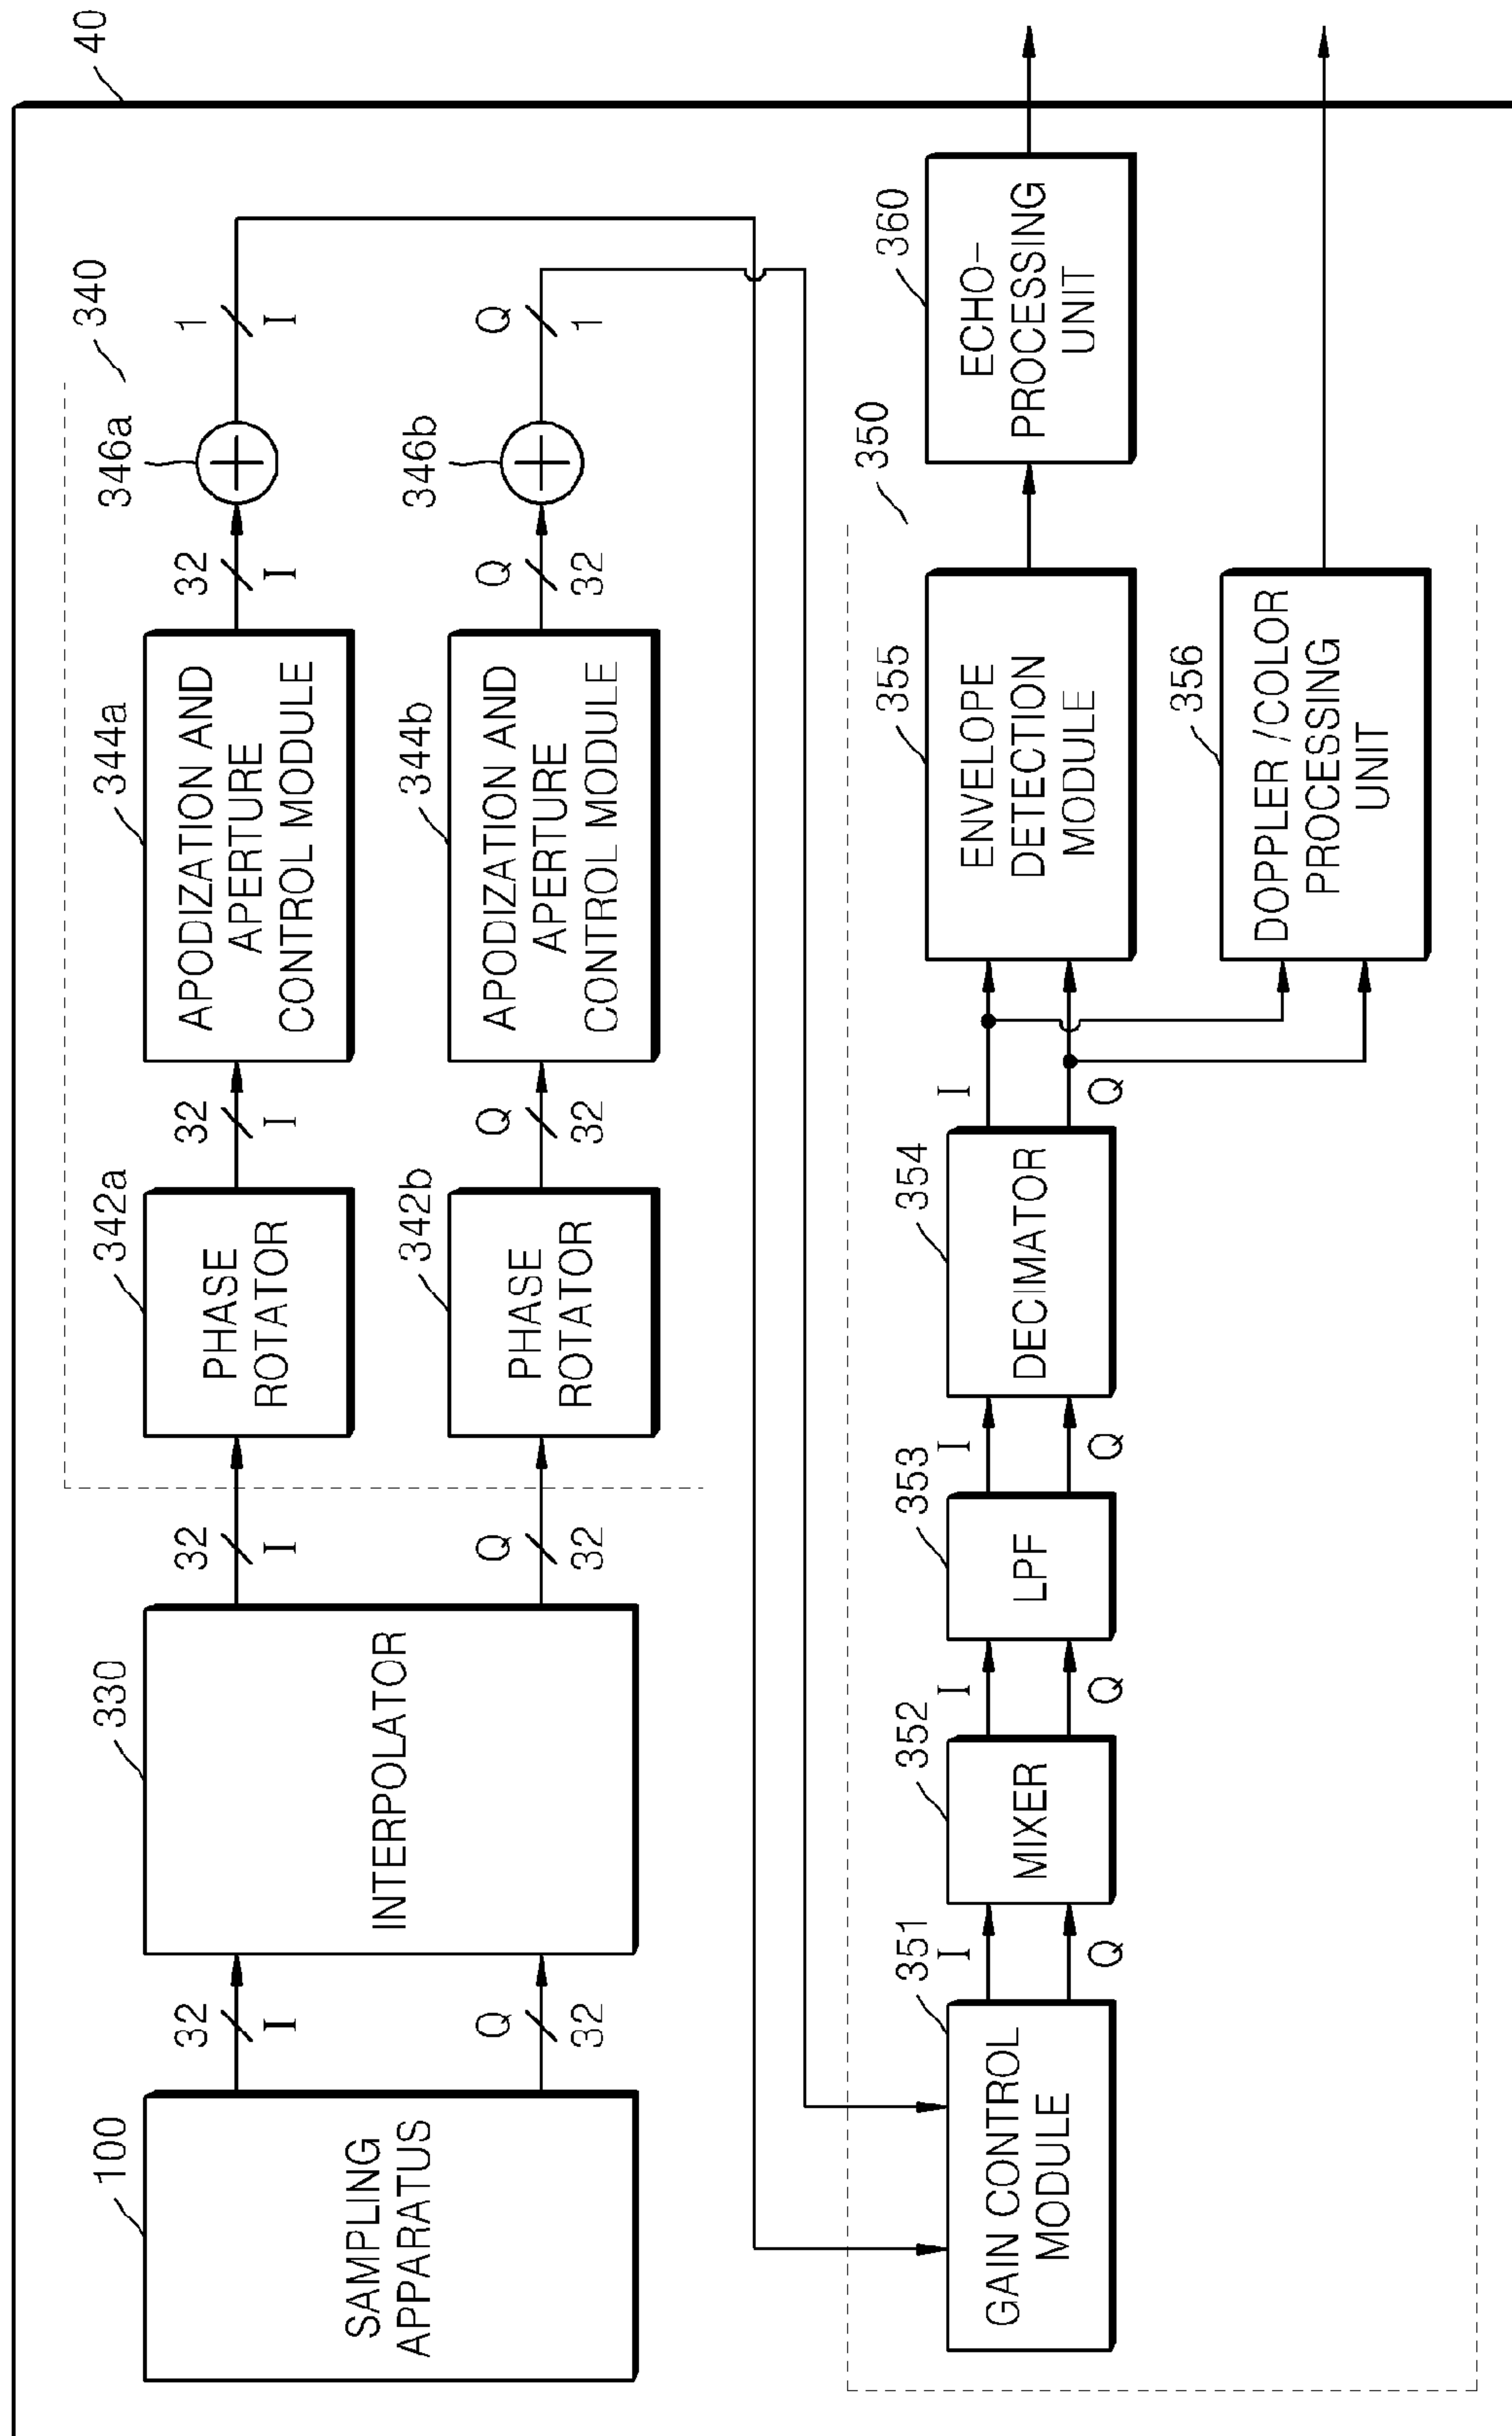 40
340
100
SAMPLING
APPARATUS
32
I
Q
32
330
INTERPOLATOR
32
I
Q
32
342a
PHASE
ROTATOR
342b
PHASE
ROTATOR
32
I
Q
32
344a
APODIZATION AND
APERTURE
CONTROL MODULE
344b
APODIZATION AND
APERTURE
CONTROL MODULE
32
I
Q
32
346a
346b
1
I
Q
1
350
351
GAIN CONTROL
MODULE
I
Q
352
MIXER
I
Q
353
LPF
I
Q
354
DECIMATOR
I
Q
355
ENVELOPE
DETECTION
MODULE
356
DOPPLER /COLOR
PROCESSING
UNIT
360
ECHO-
PROCESSING
UNIT